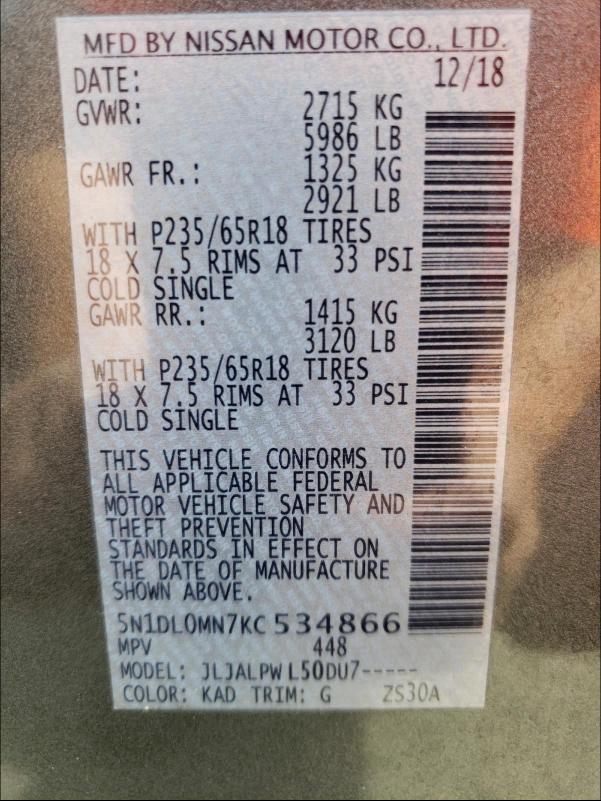 MFD BY NISSAN MOTOR CO., LTD.
DATE: 12/18
GVWR: 2715 KG
5986 LB
GAWR FR.: 1325 KG
2921 LB
WITH P235/65R18 TIRES
18 X 7.5 RIMS AT 33 PSI
COLD SINGLE
GAWR RR.: 1415 KG
3120 LB
WITH P235/65R18 TIRES
18 X 7.5 RIMS AT 33 PSI
COLD SINGLE
THIS VEHICLE CONFORMS TO
ALL APPLICABLE FEDERAL
MOTOR VEHICLE SAFETY AND
THEFT PREVENTION
STANDARDS IN EFFECT ON
THE DATE OF MANUFACTURE
SHOWN ABOVE.
5N1DL0MN7KC534866
MPV 448
MODEL: JLJALPW L50DU7-----
COLOR: KAD TRIM: G ZS30A